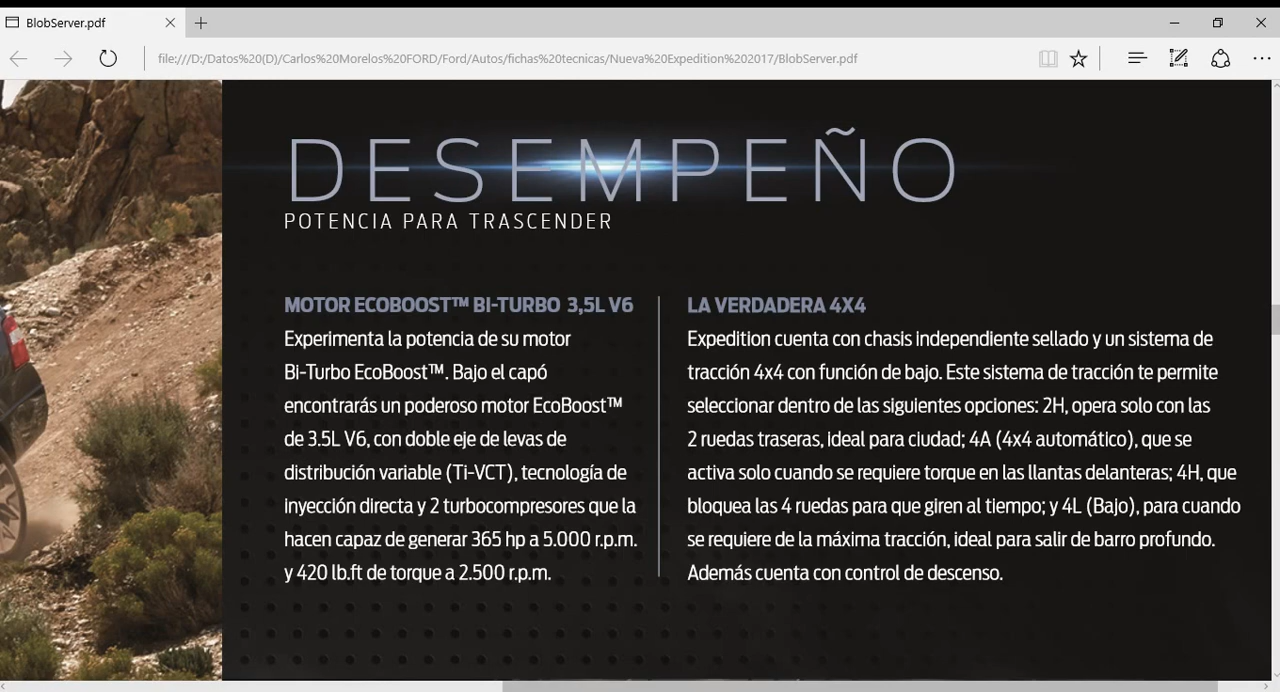 BlobServer.pdf
file:///D:/Datos%20(D)/Carlos%20Morelos%20FORD/Ford/Autos/fichas%20tecnicas/Nueva%20Expedition%202017/BlobServer.pdf
DESEMPEÑO
POTENCIA PARA TRASCENDER
MOTOR ECOBOOST™ BI-TURBO 3,5L V6
Experimenta la potencia de su motor
Bi-Turbo EcoBoost™. Bajo el capó
encontrarás un poderoso motor EcoBoost™
de 3.5L V6, con doble eje de levas de
distribución variable (Ti-VCT), tecnología de
inyección directa y 2 turbocompresores que la
hacen capaz de generar 365 hp a 5.000 r.p.m.
y 420 lb.ft de torque a 2.500 r.p.m.
LA VERDADERA 4X4
Expedition cuenta con chasis independiente sellado y un sistema de
tracción 4x4 con función de bajo. Este sistema de tracción te permite
seleccionar dentro de las siguientes opciones: 2H, opera solo con las
2 ruedas traseras, ideal para ciudad; 4A (4x4 automático), que se
activa solo cuando se requiere torque en las llantas delanteras; 4H, que
bloquea las 4 ruedas para que giren al tiempo; y 4L (Bajo), para cuando
se requiere de la máxima tracción, ideal para salir de barro profundo.
Además cuenta con control de descenso.